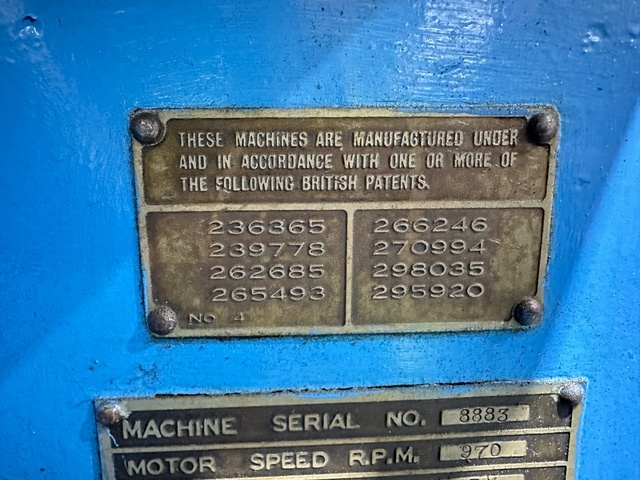 THESE MACHINES ARE MANUFACTURED UNDER
AND IN ACCORDANCE WITH ONE OR MORE OF
THE FOLLOWING BRITISH PATENTS.
236365 266246
239778 270994
262685 298035
265493 295920
No 4
MACHINE SERIAL NO. 8883
MOTOR SPEED R.P.M. 970